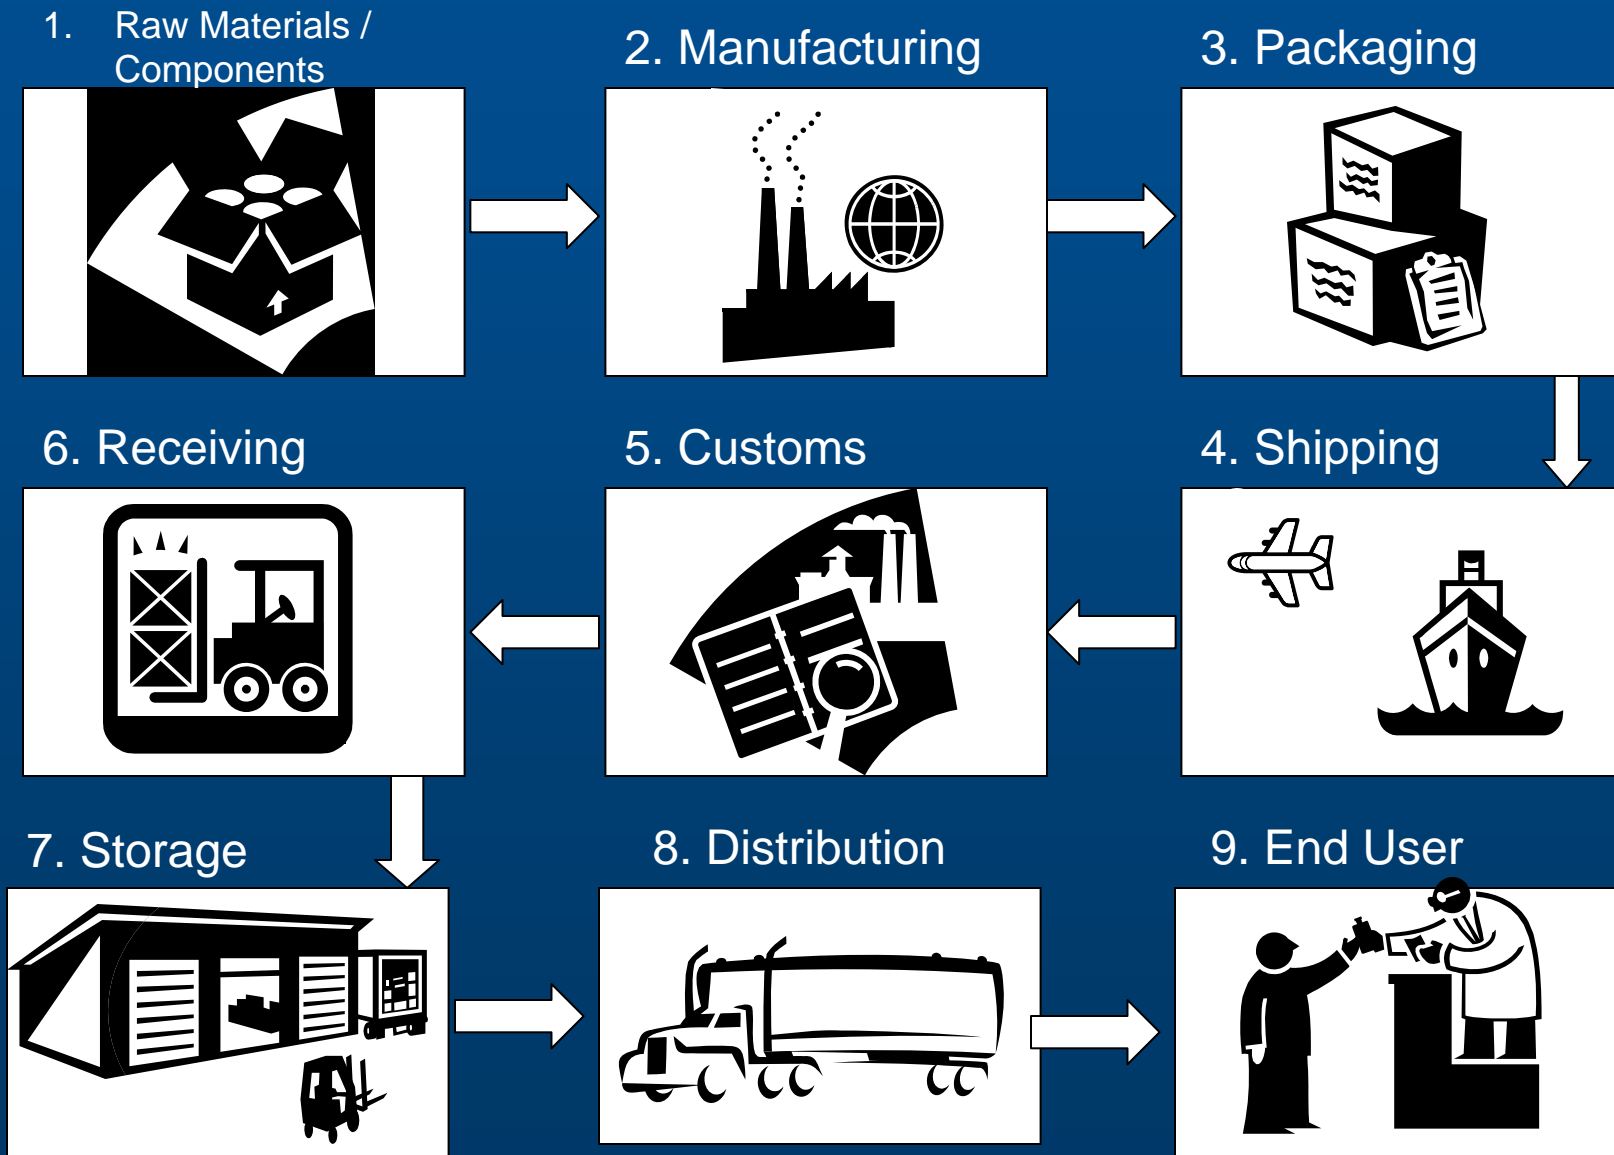 1. Raw Materials /
Components
2. Manufacturing
3. Packaging
6. Receiving
5. Customs
4. Shipping
7. Storage
8. Distribution
9. End User